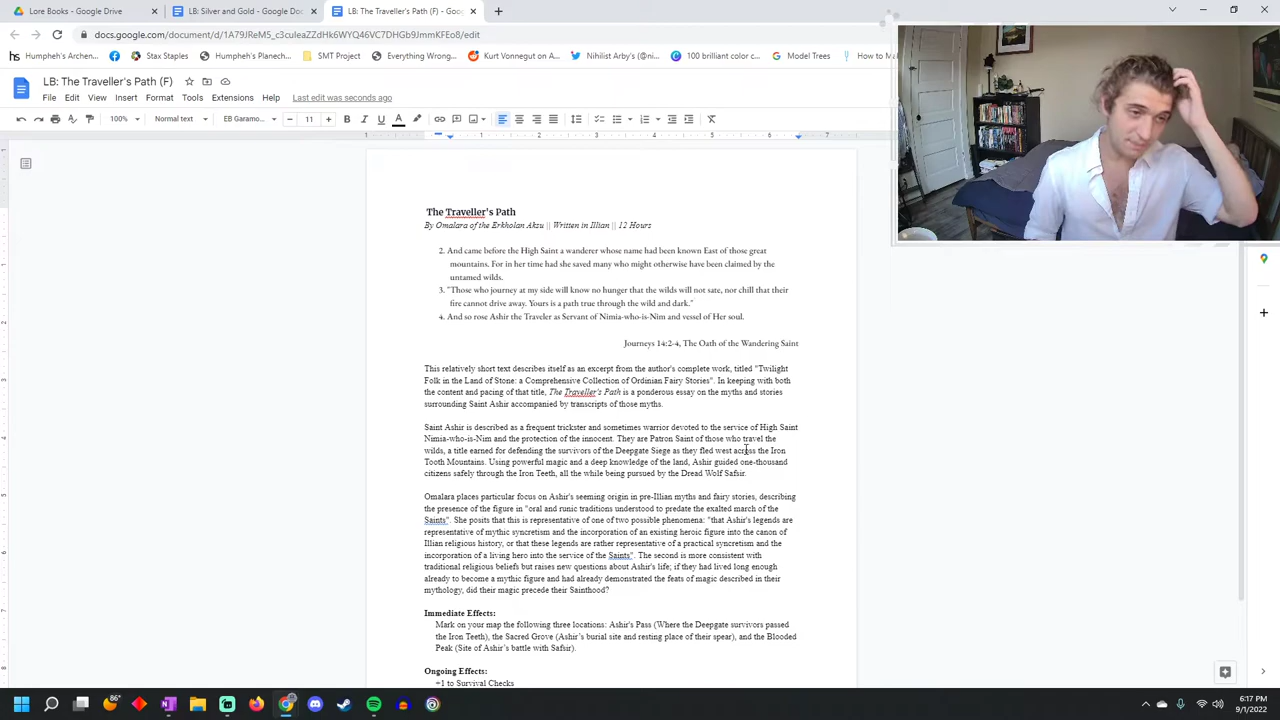 Lore Books - Google Drive
LB: Silver and Gold - Google Doc
LB: The Traveller's Path (F) - Goo
docs.google.com/document/d/1A79JReM5_c3cul8ZZdHk6WYQ46VC7DHGb9JmmKFEo8/edit
Humpheh's Archenem...
Stax Staples
Humpheh's Planech...
SMT Project
Everything Wrong...
Kurt Vonnegut on A...
Nihilist Arby's (@ni...
100 brilliant color c...
Model Trees
How to Ma
LB: The Traveller's Path (F)
File Edit View Insert Format Tools Extensions Help Last edit was seconds ago
100% Normal text EB Garamo... 11
The Traveller's Path
By Omalara of the Erkholan Aksu || Written in Illian || 12 Hours
2. And came before the High Saint a wanderer whose name had been known East of those great
mountains. For in her time had she saved many who might otherwise have been claimed by the
untamed wilds.
3. "Those who journey at my side will know no hunger that the wilds will not sate, nor chill that their
fire cannot drive away. Yours is a path true through the wild and dark."
4. And so rose Ashir the Traveler as Servant of Nimia-who-is-Nim and vessel of Her soul.
Journeys 14:2-4, The Oath of the Wandering Saint
This relatively short text describes itself as an excerpt from the author's complete work, titled "Twilight
Folk in the Land of Stone: a Comprehensive Collection of Ordinian Fairy Stories". In keeping with both
the content and pacing of that title, The Traveller's Path is a ponderous essay on the myths and stories
surrounding Saint Ashir accompanied by transcripts of those myths.
Saint Ashir is described as a frequent trickster and sometimes warrior devoted to the service of High Saint
Nimia-who-is-Nim and the protection of the innocent. They are Patron Saint of those who travel the
wilds, a title earned for defending the survivors of the Deepgate Siege as they fled west across the Iron
Tooth Mountains. Using powerful magic and a deep knowledge of the land, Ashir guided one-thousand
citizens safely through the Iron Teeth, all the while being pursued by the Dread Wolf Safsir.
Omalara places particular focus on Ashir's seeming origin in pre-Illian myths and fairy stories, describing
the presence of the figure in "oral and runic traditions understood to predate the exalted march of the
Saints". She posits that this is representative of one of two possible phenomena: "that Ashir's legends are
representative of mythic syncretism and the incorporation of an existing heroic figure into the canon of
Illian religious history, or that these legends are rather representative of a practical syncretism and the
incorporation of a living hero into the service of the Saints". The second is more consistent with
traditional religious beliefs but raises new questions about Ashir's life; if they had lived long enough
already to become a mythic figure and had already demonstrated the feats of magic described in their
mythology, did their magic precede their Sainthood?
Immediate Effects:
Mark on your map the following three locations: Ashir's Pass (Where the Deepgate survivors passed
the Iron Teeth), the Sacred Grove (Ashir's burial site and resting place of their spear), and the Blooded
Peak (Site of Ashir's battle with Safsir).
Ongoing Effects:
+1 to Survival Checks
86°
6:17 PM
9/1/2022